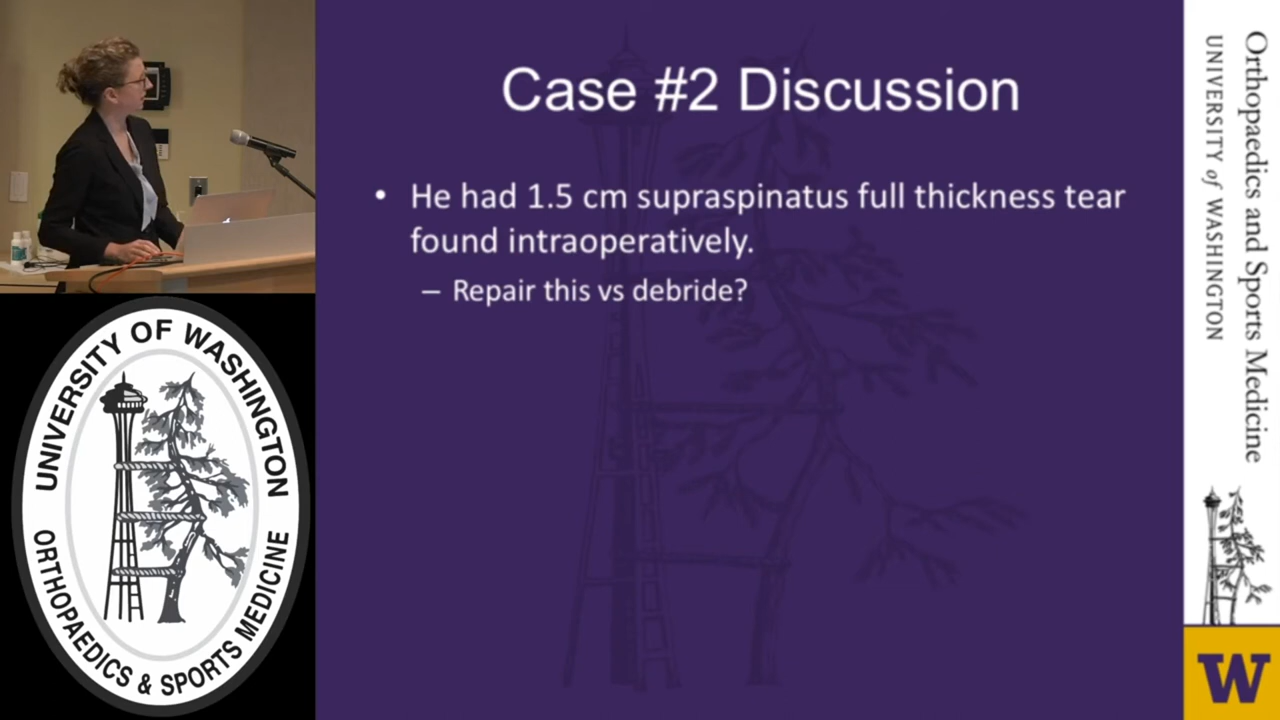 Case #2 Discussion
• He had 1.5 cm supraspinatus full thickness tear
found intraoperatively.
– Repair this vs debride?
UNIVERSITY OF WASHINGTON
ORTHOPAEDICS & SPORTS MEDICINE
Orthopaedics and Sports Medicine
UNIVERSITY of WASHINGTON
W